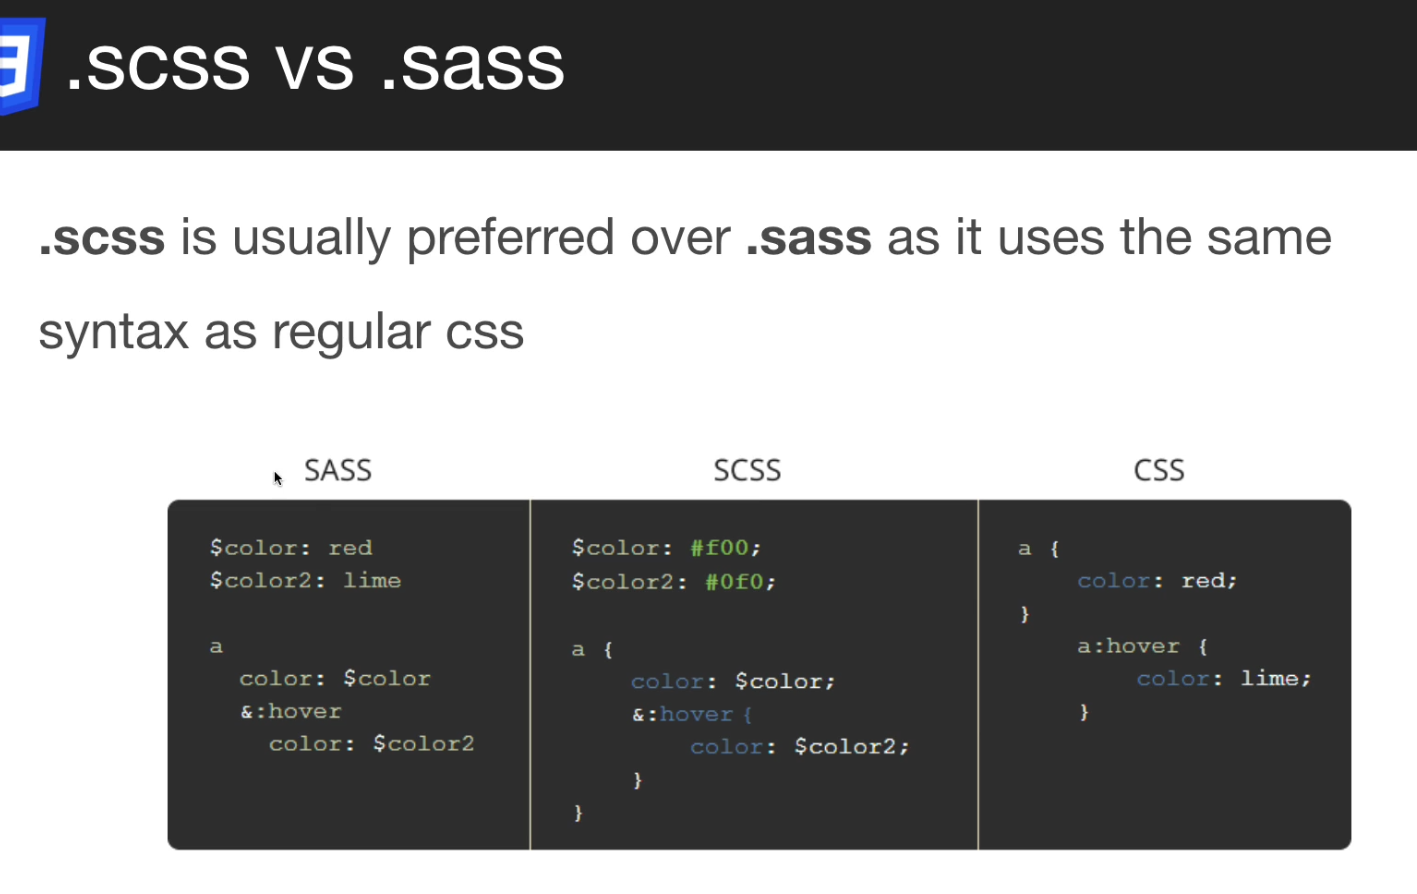 .scss vs .sass
.scss is usually preferred over .sass as it uses the same
syntax as regular css
SASS
$color: red
$color2: lime
a
color: $color
&:hover
color: $color2
SCSS
$color: #f00;
$color2: #0f0;
a {
color: $color;
&:hover {
color: $color2;
}
}
CSS
a {
color: red;
}
a:hover {
color: lime;
}